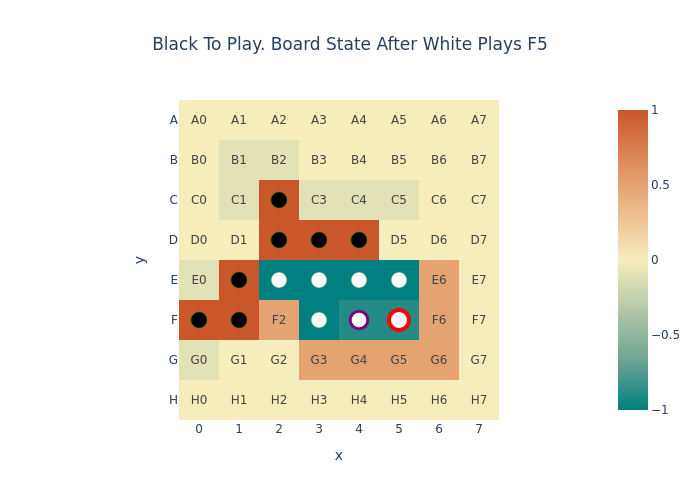 Black To Play. Board State After White Plays F5
A A0 A1 A2 A3 A4 A5 A6 A7
B B0 B1 B2 B3 B4 B5 B6 B7
C C0 C1 C3 C4 C5 C6 C7
D D0 D1 D5 D6 D7
E E0 E6 E7
F F2 F6 F7
G G0 G1 G2 G3 G4 G5 G6 G7
H H0 H1 H2 H3 H4 H5 H6 H7
0 1 2 3 4 5 6 7
x
y
1
0.5
0
−0.5
−1